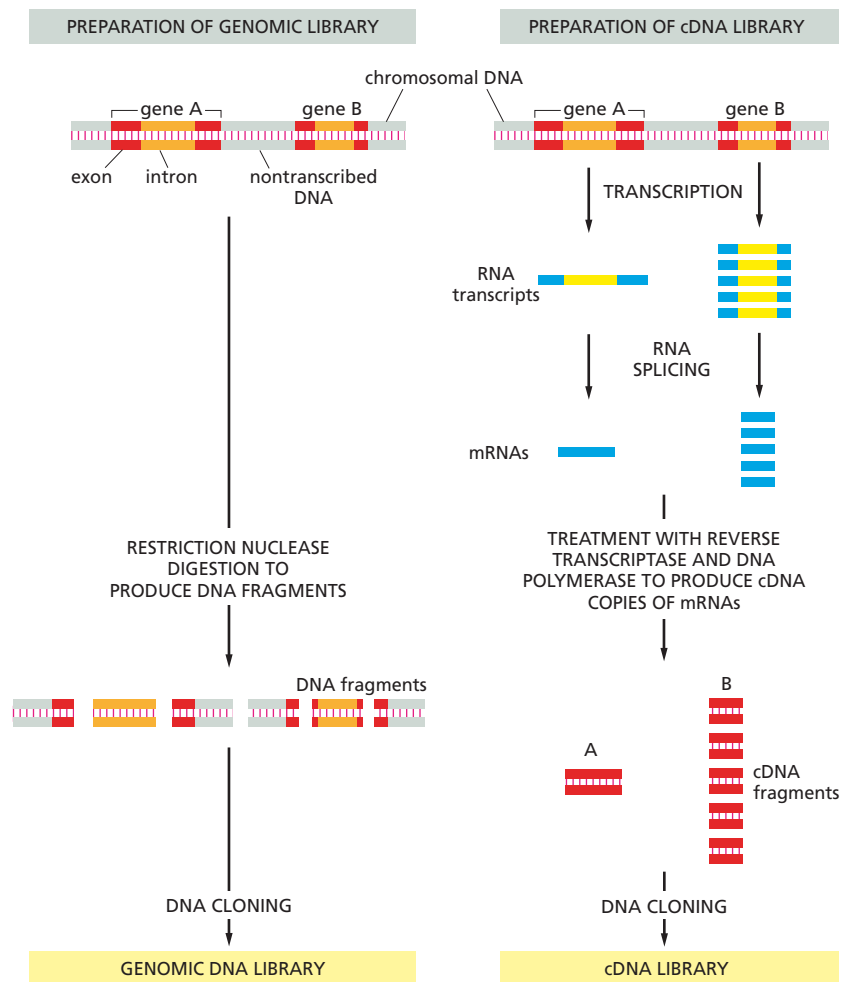 PREPARATION OF GENOMIC LIBRARY
PREPARATION OF cDNA LIBRARY
chromosomal DNA
gene A
gene B
gene A
gene B
exon
intron
nontranscribed
DNA
TRANSCRIPTION
RNA
transcripts
RNA
SPLICING
mRNAs
RESTRICTION NUCLEASE
DIGESTION TO
PRODUCE DNA FRAGMENTS
TREATMENT WITH REVERSE
TRANSCRIPTASE AND DNA
POLYMERASE TO PRODUCE cDNA
COPIES OF mRNAs
DNA fragments
B
A
cDNA
fragments
DNA CLONING
DNA CLONING
GENOMIC DNA LIBRARY
cDNA LIBRARY